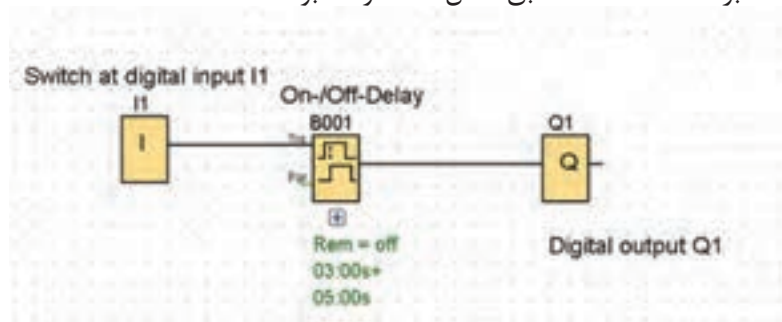 Switch at digital input I1
I1
On-/Off-Delay
B001
Q1
I
Trg
Par
Q
Rem = off
03:00s+
05:00s
Digital output Q1